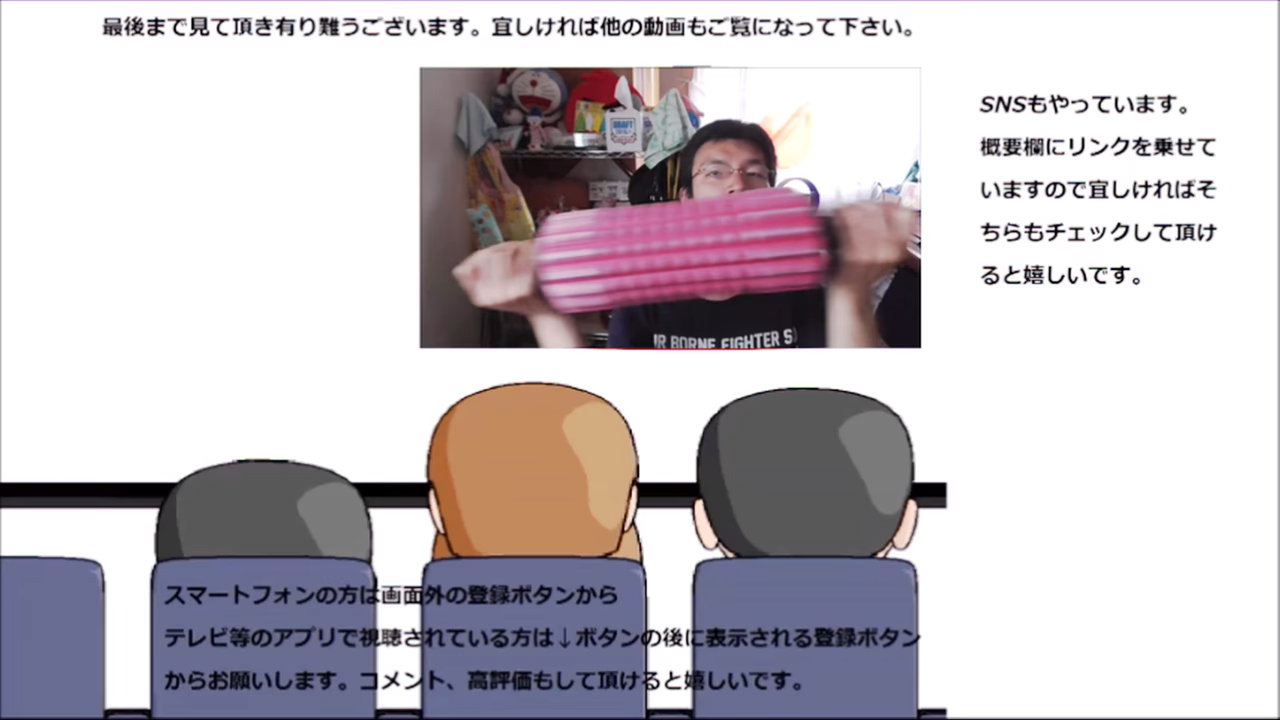 最後まで見て頂き有り難うございます。宜しければ他の動画もご覧になって下さい。
SNSもやっています。
概要欄にリンクを乗せて
いますので宜しければそ
ちらもチェックして頂け
ると嬉しいです。
IR BORNE FIGHTER S
スマートフォンの方は画面外の登録ボタンから
テレビ等のアプリで視聴されている方は↓ボタンの後に表示される登録ボタン
からお願いします。コメント、高評価もして頂けると嬉しいです。